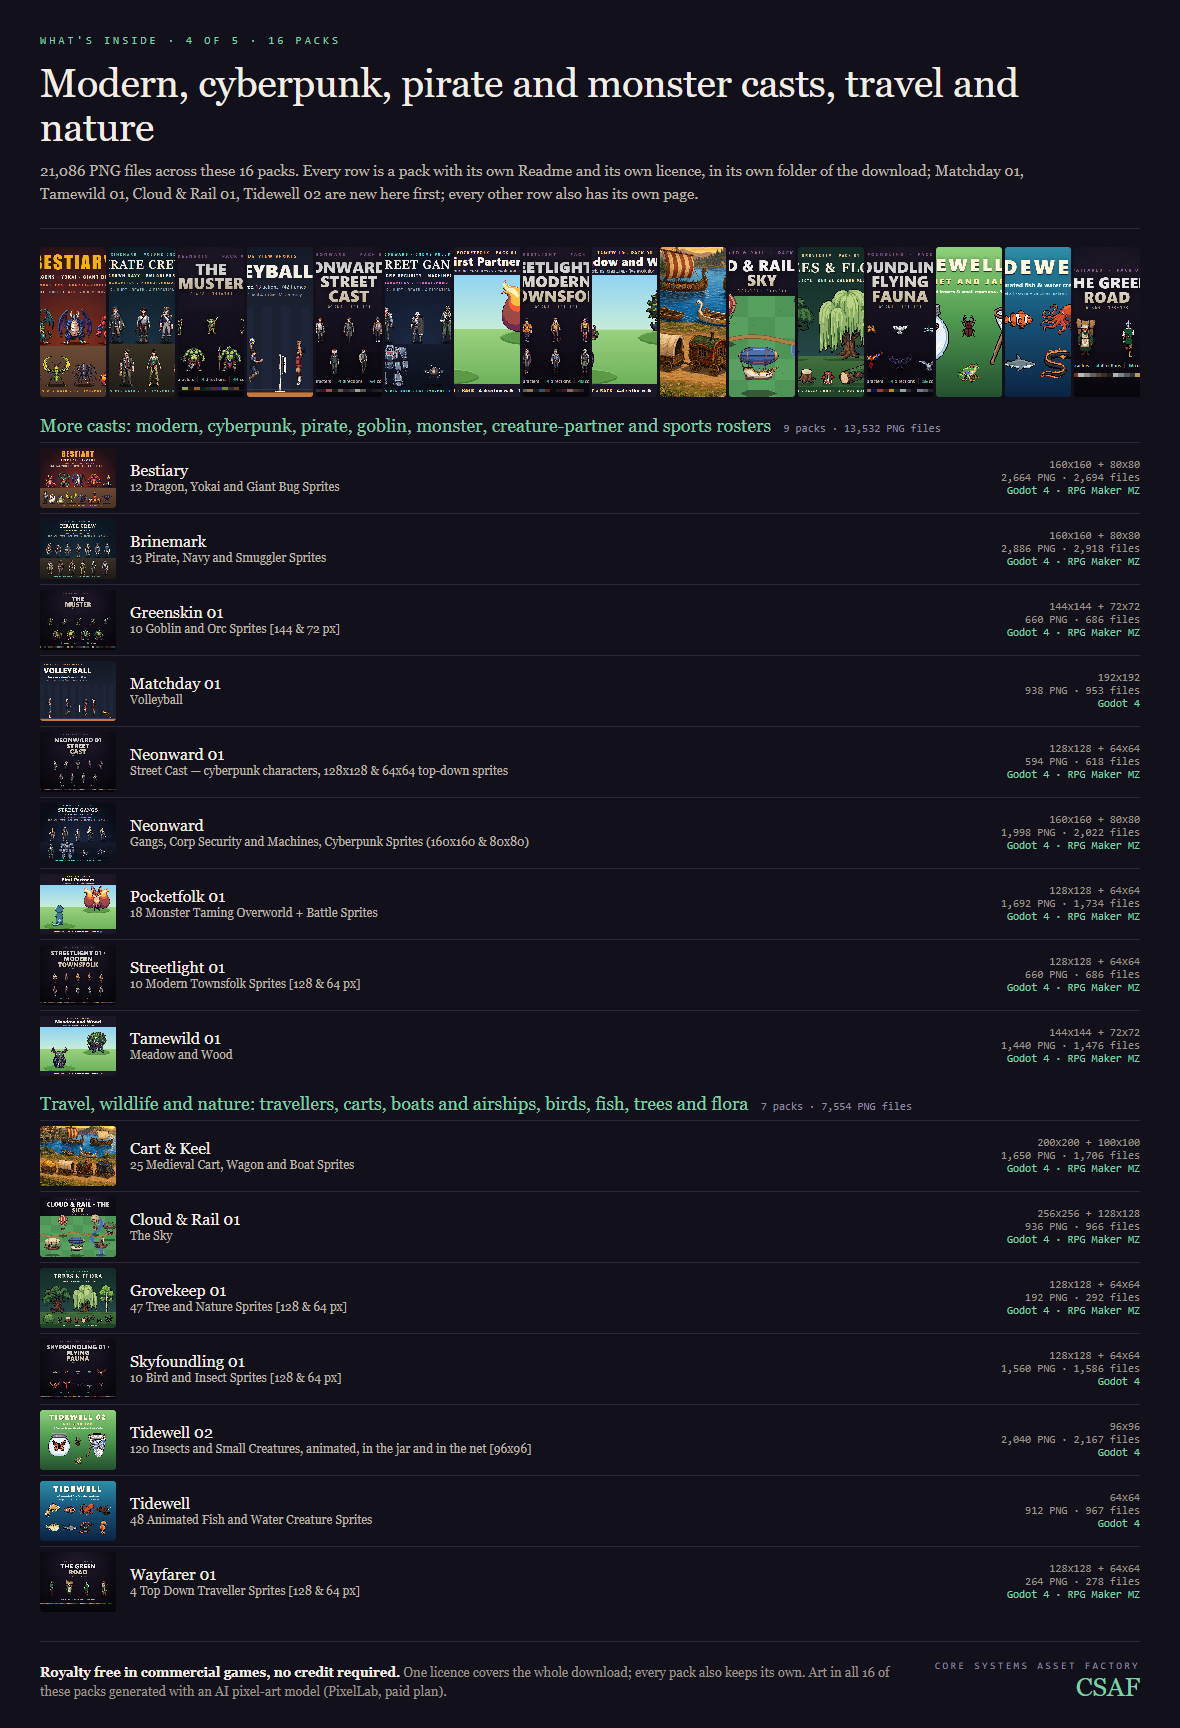 WHAT'S INSIDE · 4 OF 5 · 16 PACKS
Modern, cyberpunk, pirate and monster casts, travel and
nature
21,086 PNG files across these 16 packs. Every row is a pack with its own Readme and its own licence, in its own folder of the download; Matchday 01,
Tamewild 01, Cloud & Rail 01, Tidewell 02 are new here first; every other row also has its own page.
More casts: modern, cyberpunk, pirate, goblin, monster, creature-partner and sports rosters 9 packs · 13,532 PNG files
Bestiary
12 Dragon, Yokai and Giant Bug Sprites
160x160 + 80x80
2,664 PNG · 2,694 files
Godot 4 · RPG Maker MZ
Brinemark
13 Pirate, Navy and Smuggler Sprites
160x160 + 80x80
2,886 PNG · 2,918 files
Godot 4 · RPG Maker MZ
Greenskin 01
10 Goblin and Orc Sprites [144 & 72 px]
144x144 + 72x72
660 PNG · 686 files
Godot 4 · RPG Maker MZ
Matchday 01
Volleyball
192x192
938 PNG · 953 files
Godot 4
Neonward 01
Street Cast — cyberpunk characters, 128x128 & 64x64 top-down sprites
128x128 + 64x64
594 PNG · 618 files
Godot 4 · RPG Maker MZ
Neonward
Gangs, Corp Security and Machines, Cyberpunk Sprites (160x160 & 80x80)
160x160 + 80x80
1,998 PNG · 2,022 files
Godot 4 · RPG Maker MZ
Pocketfolk 01
18 Monster Taming Overworld + Battle Sprites
128x128 + 64x64
1,692 PNG · 1,734 files
Godot 4 · RPG Maker MZ
Streetlight 01
10 Modern Townsfolk Sprites [128 & 64 px]
128x128 + 64x64
660 PNG · 686 files
Godot 4 · RPG Maker MZ
Tamewild 01
Meadow and Wood
144x144 + 72x72
1,440 PNG · 1,476 files
Godot 4 · RPG Maker MZ
Travel, wildlife and nature: travellers, carts, boats and airships, birds, fish, trees and flora 7 packs · 7,554 PNG files
Cart & Keel
25 Medieval Cart, Wagon and Boat Sprites
200x200 + 100x100
1,650 PNG · 1,706 files
Godot 4 · RPG Maker MZ
Cloud & Rail 01
The Sky
256x256 + 128x128
936 PNG · 966 files
Godot 4 · RPG Maker MZ
Grovekeep 01
47 Tree and Nature Sprites [128 & 64 px]
128x128 + 64x64
192 PNG · 292 files
Godot 4 · RPG Maker MZ
Skyfoundling 01
10 Bird and Insect Sprites [128 & 64 px]
128x128 + 64x64
1,560 PNG · 1,586 files
Godot 4
Tidewell 02
120 Insects and Small Creatures, animated, in the jar and in the net [96x96]
96x96
2,040 PNG · 2,167 files
Godot 4
Tidewell
48 Animated Fish and Water Creature Sprites
64x64
912 PNG · 967 files
Godot 4
Wayfarer 01
4 Top Down Traveller Sprites [128 & 64 px]
128x128 + 64x64
264 PNG · 278 files
Godot 4 · RPG Maker MZ
Royalty free in commercial games, no credit required. One licence covers the whole download; every pack also keeps its own. Art in all 16 of
these packs generated with an AI pixel-art model (PixelLab, paid plan).
CORE SYSTEMS ASSET FACTORY
CSAF